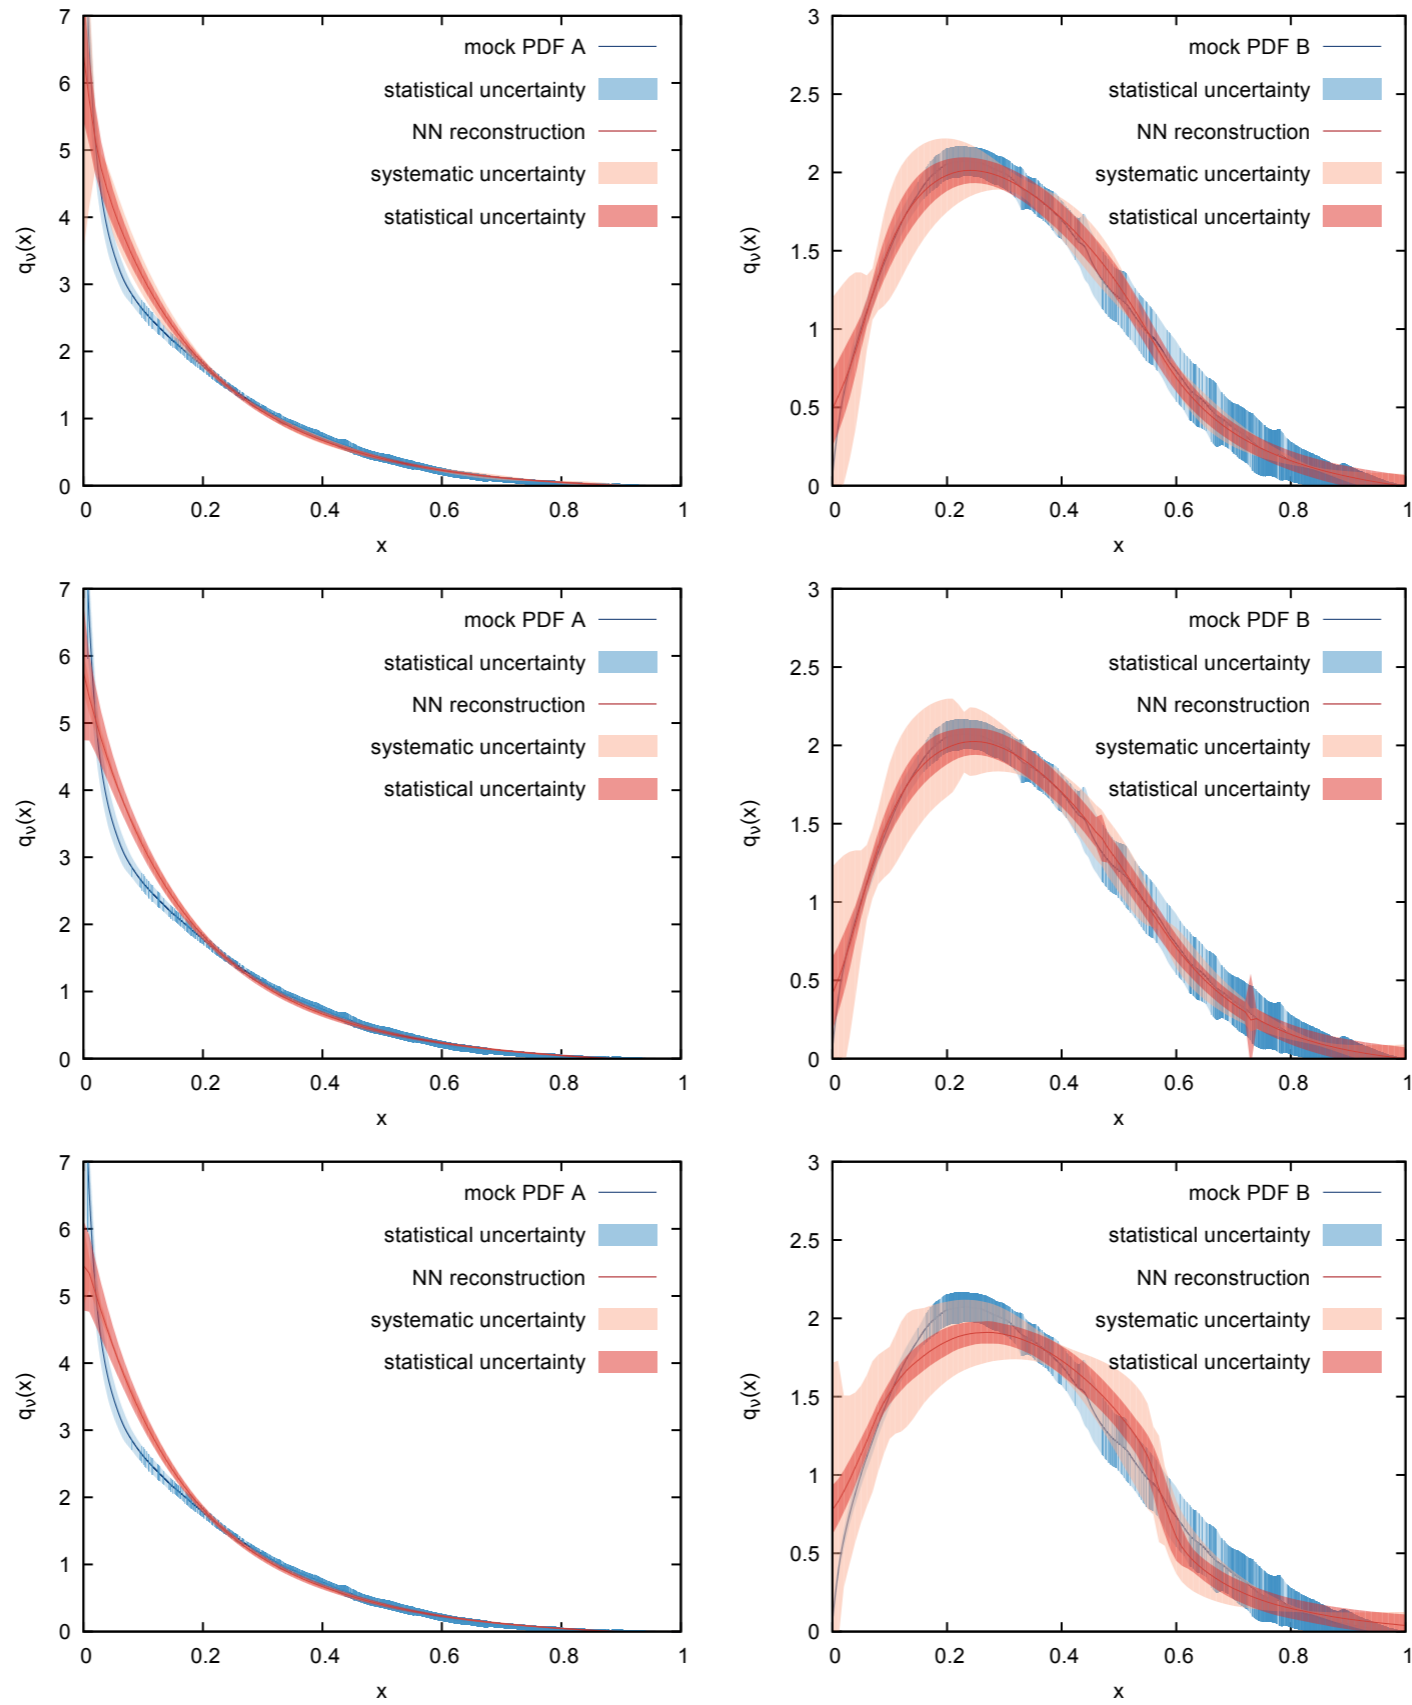 7
6
5
4
3
2
1
0
qν(x)
mock PDF A
statistical uncertainty
NN reconstruction
systematic uncertainty
statistical uncertainty
0 0.2 0.4 0.6 0.8 1
x
3
2.5
2
1.5
1
0.5
0
qν(x)
mock PDF B
statistical uncertainty
NN reconstruction
systematic uncertainty
statistical uncertainty
0 0.2 0.4 0.6 0.8 1
x
7
6
5
4
3
2
1
0
qν(x)
mock PDF A
statistical uncertainty
NN reconstruction
systematic uncertainty
statistical uncertainty
0 0.2 0.4 0.6 0.8 1
x
3
2.5
2
1.5
1
0.5
0
qν(x)
mock PDF B
statistical uncertainty
NN reconstruction
systematic uncertainty
statistical uncertainty
0 0.2 0.4 0.6 0.8 1
x
7
6
5
4
3
2
1
0
qν(x)
mock PDF A
statistical uncertainty
NN reconstruction
systematic uncertainty
statistical uncertainty
0 0.2 0.4 0.6 0.8 1
x
3
2.5
2
1.5
1
0.5
0
qν(x)
mock PDF B
statistical uncertainty
NN reconstruction
systematic uncertainty
statistical uncertainty
0 0.2 0.4 0.6 0.8 1
x